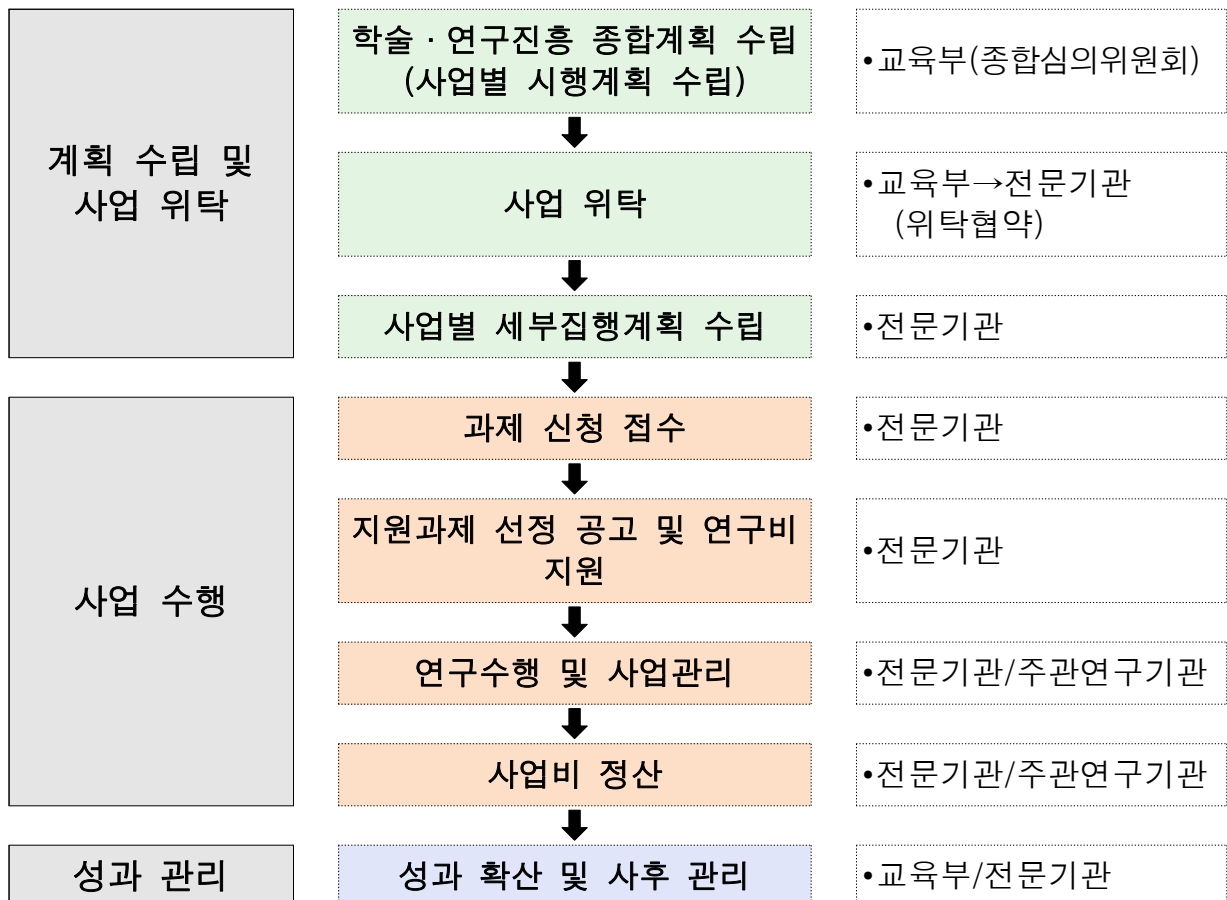 계획 수립 및
사업 위탁
학술·연구진흥 종합계획 수립
(사업별 시행계획 수립)
•교육부(종합심의위원회)
사업 위탁
•교육부→전문기관
(위탁협약)
사업별 세부집행계획 수립
•전문기관
사업 수행
과제 신청 접수
•전문기관
지원과제 선정 공고 및 연구비
지원
•전문기관
연구수행 및 사업관리
•전문기관/주관연구기관
사업비 정산
•전문기관/주관연구기관
성과 관리
성과 확산 및 사후 관리
•교육부/전문기관